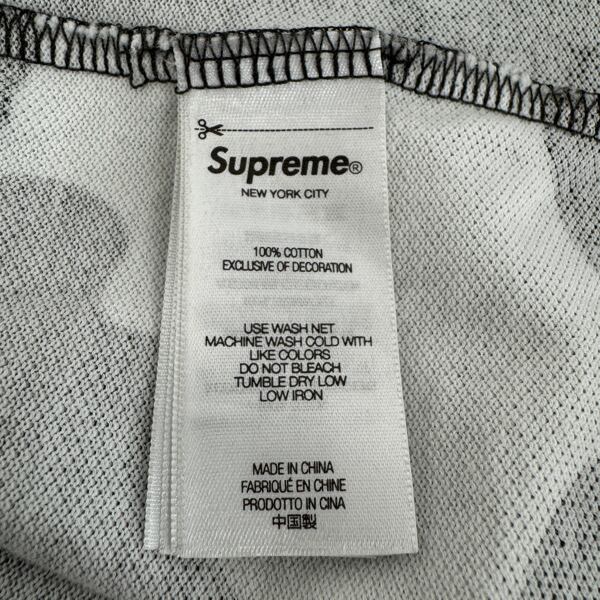 Supreme®
NEW YORK CITY
100% COTTON
EXCLUSIVE OF DECORATION
USE WASH NET
MACHINE WASH COLD WITH
LIKE COLORS
DO NOT BLEACH
TUMBLE DRY LOW
LOW IRON
MADE IN CHINA
FABRIQUÉ EN CHINE
PRODOTTO IN CINA
中国製